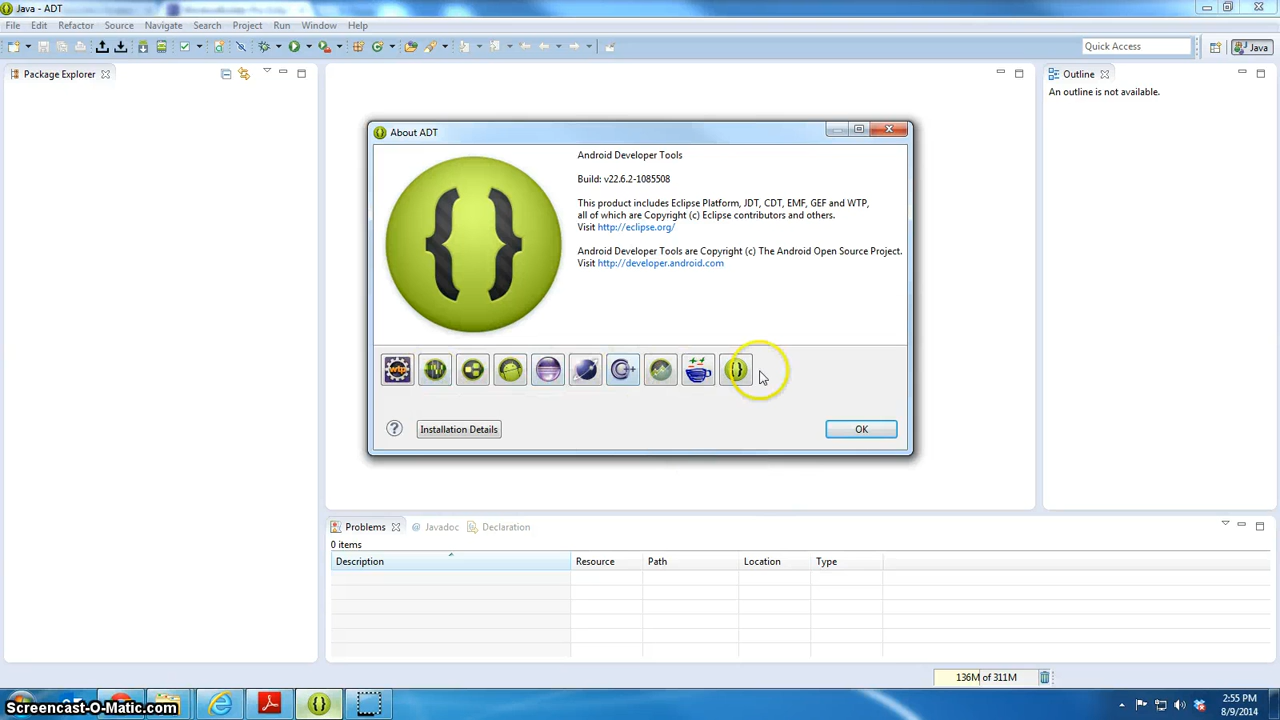 Java - ADT
File Edit Refactor Source Navigate Search Project Run Window Help
Quick Access
Java
Package Explorer
Outline
An outline is not available.
About ADT
Android Developer Tools
Build: v22.6.2-1085508
This product includes Eclipse Platform, JDT, CDT, EMF, GEF and WTP,
all of which are Copyright (c) Eclipse contributors and others.
Visit http://eclipse.org/
Android Developer Tools are Copyright (c) The Android Open Source Project.
Visit http://developer.android.com
wtp
C++
{}
? Installation Details OK
Problems @ Javadoc Declaration
0 items
Description Resource Path Location Type
136M of 311M
Screencast-O-Matic.com
2:55 PM
8/9/2014